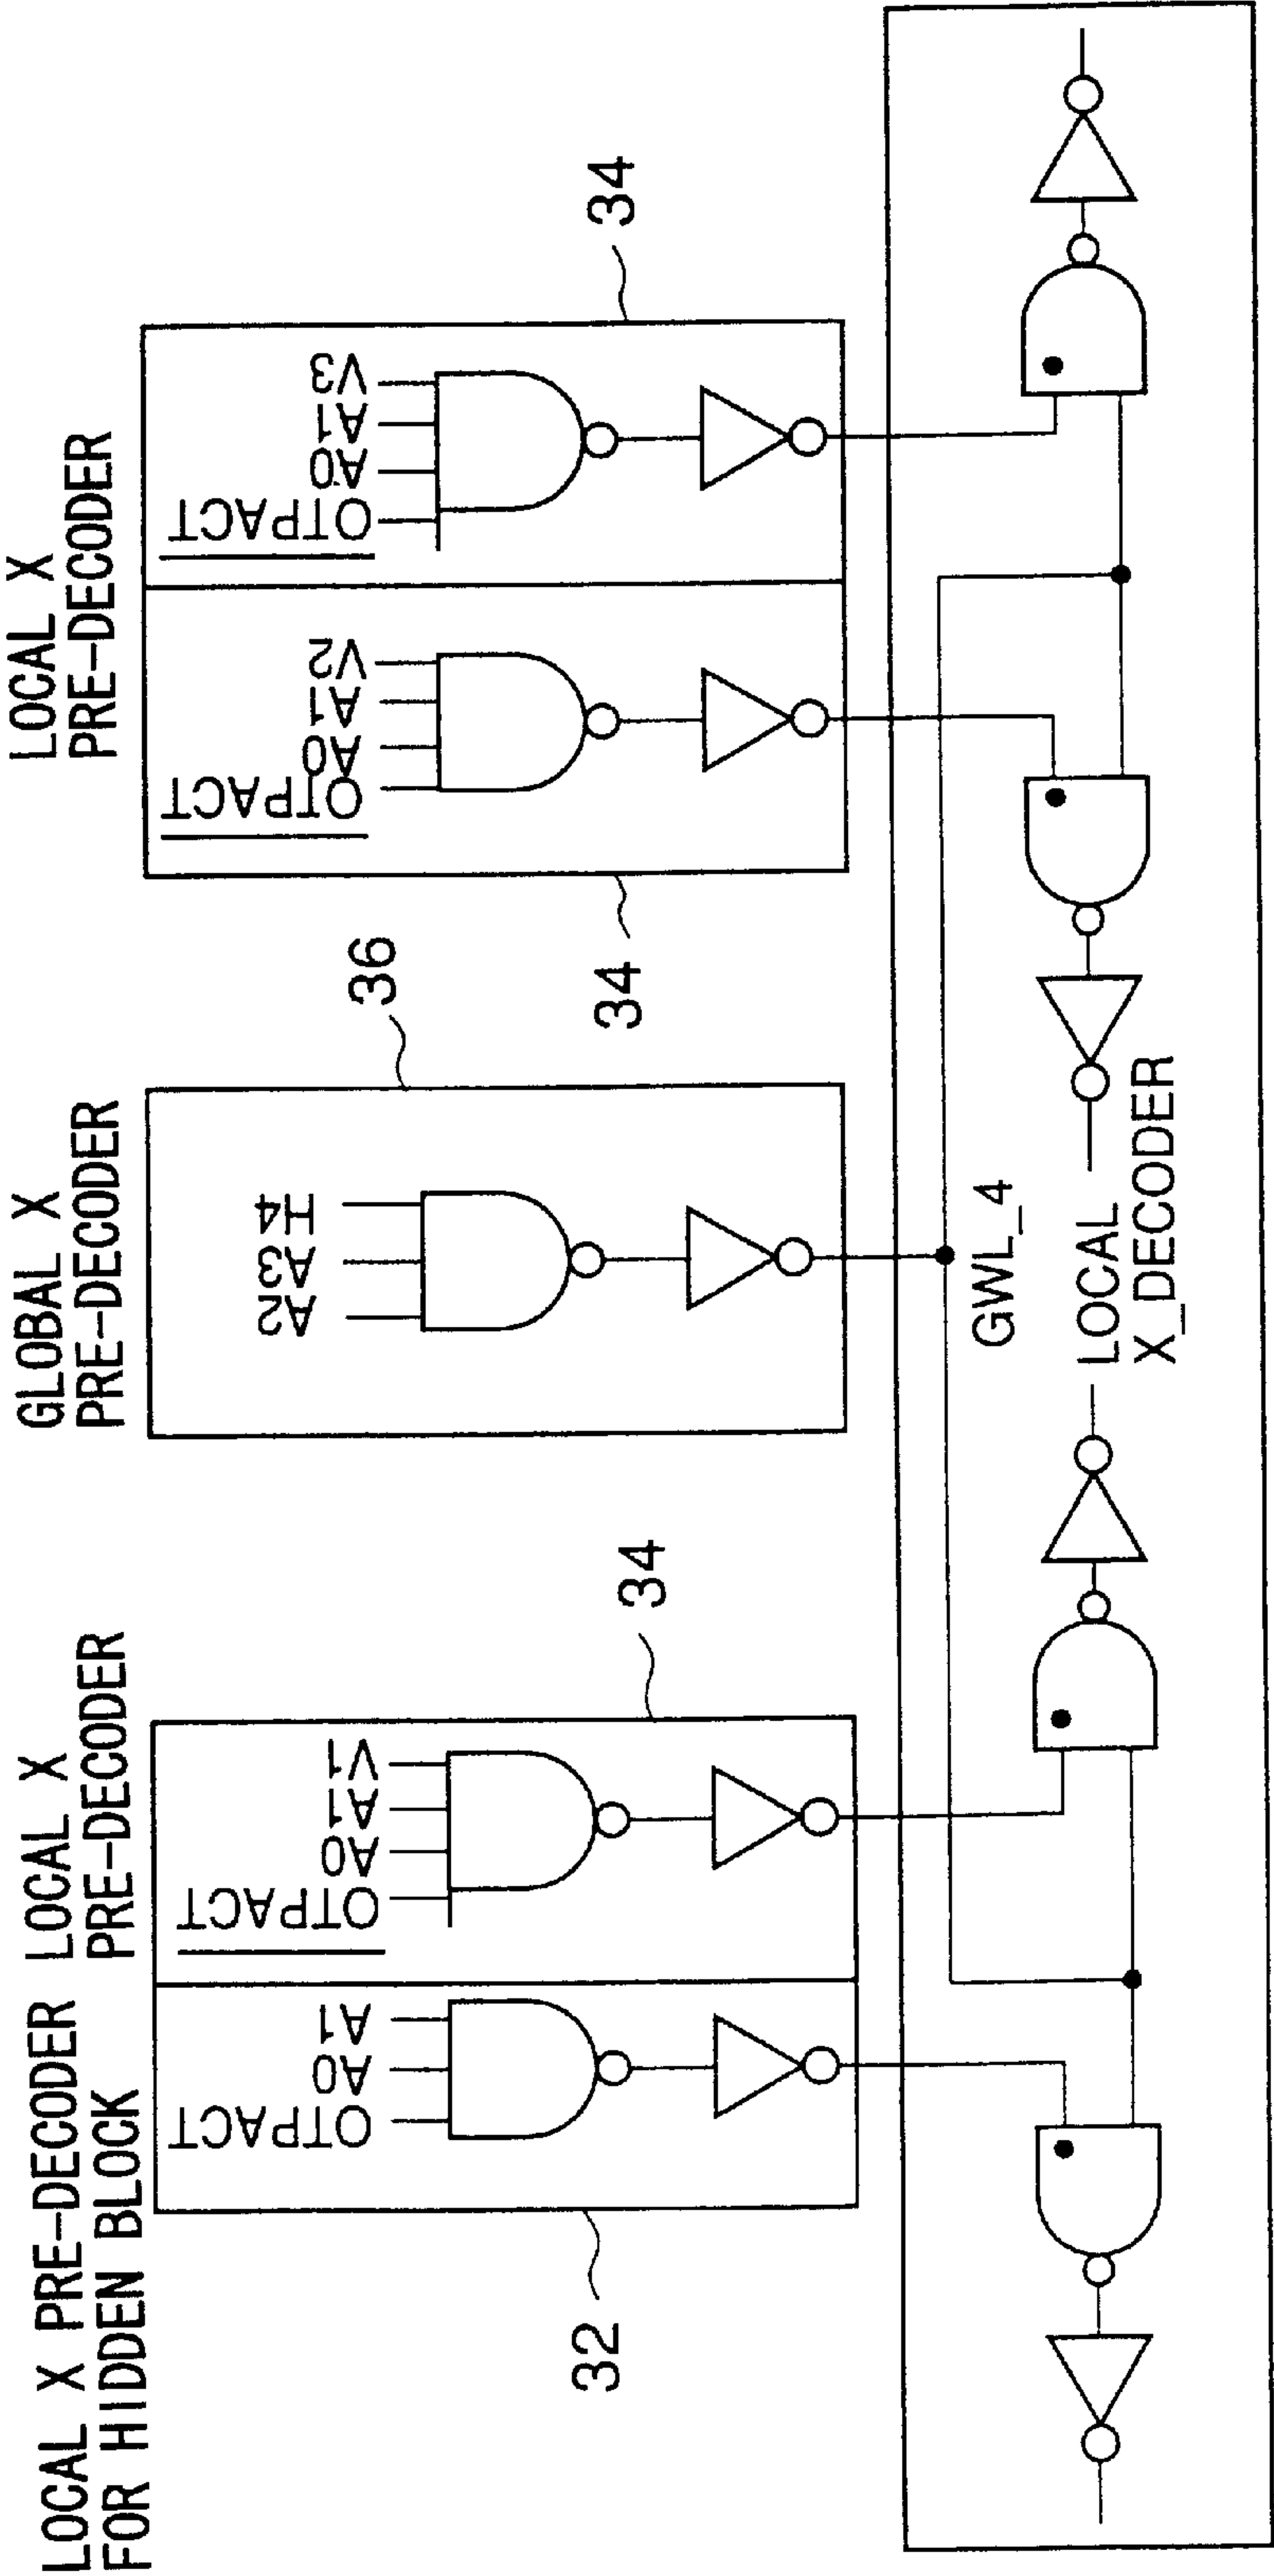 LOCAL X PRE-DECODER
FOR HIDDEN BLOCK
LOCAL X
PRE-DECODER
GLOBAL X
PRE-DECODER
LOCAL X
PRE-DECODER
OTPACT
A0
A1
OTPACT
A0
A1
V1
A2
A3
H4
OTPACT
A0
A1
V2
OTPACT
A0
A1
V3
32
34
36
34
34
GWL_4
LOCAL
X_DECODER